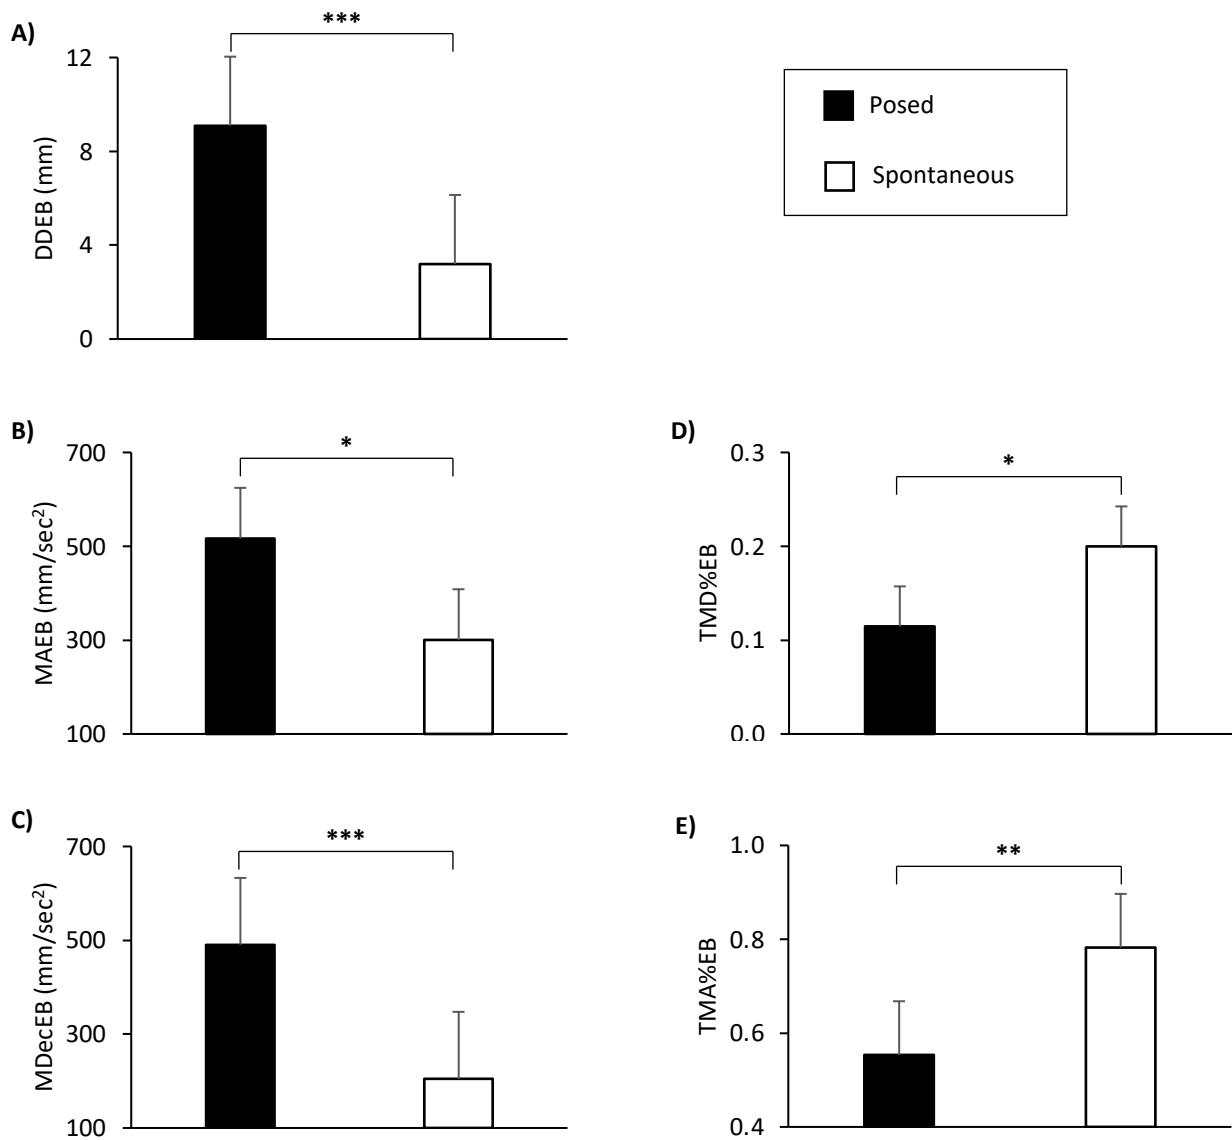 A)
***
DDEB (mm)
12
8
4
0
Posed
Spontaneous
B)
*
MAEB (mm/sec²)
700
500
300
100
D)
*
TMD%EB
0.3
0.2
0.1
0.0
C)
***
MDecEB (mm/sec²)
700
500
300
100
E)
**
TMA%EB
1.0
0.8
0.6
0.4